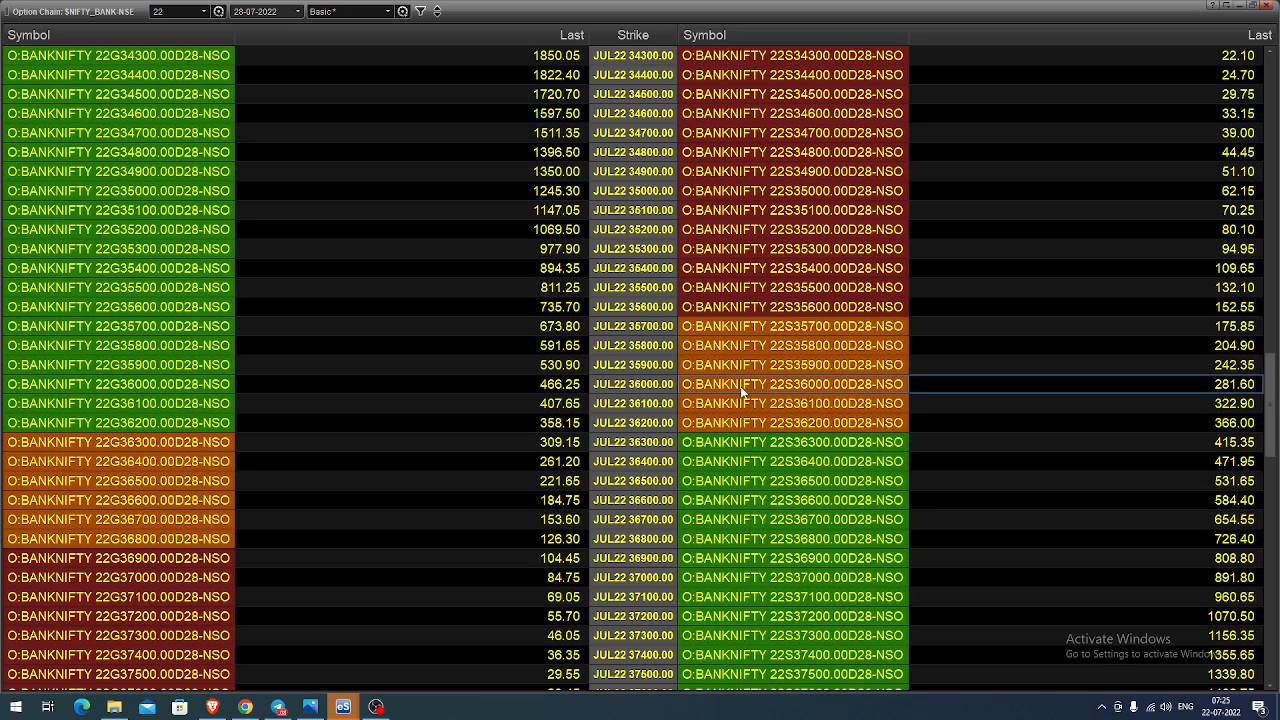 Option Chain: $NIFTY_BANK-NSE 22 28-07-2022 Basic *
Symbol Last Strike Symbol Last
O:BANKNIFTY 22G34300.00D28-NSO 1850.05 JUL22 34300.00 O:BANKNIFTY 22S34300.00D28-NSO 22.10
O:BANKNIFTY 22G34400.00D28-NSO 1822.40 JUL22 34400.00 O:BANKNIFTY 22S34400.00D28-NSO 24.70
O:BANKNIFTY 22G34500.00D28-NSO 1720.70 JUL22 34500.00 O:BANKNIFTY 22S34500.00D28-NSO 29.75
O:BANKNIFTY 22G34600.00D28-NSO 1597.50 JUL22 34600.00 O:BANKNIFTY 22S34600.00D28-NSO 33.15
O:BANKNIFTY 22G34700.00D28-NSO 1511.35 JUL22 34700.00 O:BANKNIFTY 22S34700.00D28-NSO 39.00
O:BANKNIFTY 22G34800.00D28-NSO 1396.50 JUL22 34800.00 O:BANKNIFTY 22S34800.00D28-NSO 44.45
O:BANKNIFTY 22G34900.00D28-NSO 1350.00 JUL22 34900.00 O:BANKNIFTY 22S34900.00D28-NSO 51.10
O:BANKNIFTY 22G35000.00D28-NSO 1245.30 JUL22 35000.00 O:BANKNIFTY 22S35000.00D28-NSO 62.15
O:BANKNIFTY 22G35100.00D28-NSO 1147.05 JUL22 35100.00 O:BANKNIFTY 22S35100.00D28-NSO 70.25
O:BANKNIFTY 22G35200.00D28-NSO 1069.50 JUL22 35200.00 O:BANKNIFTY 22S35200.00D28-NSO 80.10
O:BANKNIFTY 22G35300.00D28-NSO 977.90 JUL22 35300.00 O:BANKNIFTY 22S35300.00D28-NSO 94.95
O:BANKNIFTY 22G35400.00D28-NSO 894.35 JUL22 35400.00 O:BANKNIFTY 22S35400.00D28-NSO 109.65
O:BANKNIFTY 22G35500.00D28-NSO 811.25 JUL22 35500.00 O:BANKNIFTY 22S35500.00D28-NSO 132.10
O:BANKNIFTY 22G35600.00D28-NSO 735.70 JUL22 35600.00 O:BANKNIFTY 22S35600.00D28-NSO 152.55
O:BANKNIFTY 22G35700.00D28-NSO 673.80 JUL22 35700.00 O:BANKNIFTY 22S35700.00D28-NSO 175.85
O:BANKNIFTY 22G35800.00D28-NSO 591.65 JUL22 35800.00 O:BANKNIFTY 22S35800.00D28-NSO 204.90
O:BANKNIFTY 22G35900.00D28-NSO 530.90 JUL22 35900.00 O:BANKNIFTY 22S35900.00D28-NSO 242.35
O:BANKNIFTY 22G36000.00D28-NSO 466.25 JUL22 36000.00 O:BANKNIFTY 22S36000.00D28-NSO 281.60
O:BANKNIFTY 22G36100.00D28-NSO 407.65 JUL22 36100.00 O:BANKNIFTY 22S36100.00D28-NSO 322.90
O:BANKNIFTY 22G36200.00D28-NSO 358.15 JUL22 36200.00 O:BANKNIFTY 22S36200.00D28-NSO 366.00
O:BANKNIFTY 22G36300.00D28-NSO 309.15 JUL22 36300.00 O:BANKNIFTY 22S36300.00D28-NSO 415.35
O:BANKNIFTY 22G36400.00D28-NSO 261.20 JUL22 36400.00 O:BANKNIFTY 22S36400.00D28-NSO 471.95
O:BANKNIFTY 22G36500.00D28-NSO 221.65 JUL22 36500.00 O:BANKNIFTY 22S36500.00D28-NSO 531.65
O:BANKNIFTY 22G36600.00D28-NSO 184.75 JUL22 36600.00 O:BANKNIFTY 22S36600.00D28-NSO 584.40
O:BANKNIFTY 22G36700.00D28-NSO 153.60 JUL22 36700.00 O:BANKNIFTY 22S36700.00D28-NSO 654.55
O:BANKNIFTY 22G36800.00D28-NSO 126.30 JUL22 36800.00 O:BANKNIFTY 22S36800.00D28-NSO 726.40
O:BANKNIFTY 22G36900.00D28-NSO 104.45 JUL22 36900.00 O:BANKNIFTY 22S36900.00D28-NSO 808.80
O:BANKNIFTY 22G37000.00D28-NSO 84.75 JUL22 37000.00 O:BANKNIFTY 22S37000.00D28-NSO 891.80
O:BANKNIFTY 22G37100.00D28-NSO 69.05 JUL22 37100.00 O:BANKNIFTY 22S37100.00D28-NSO 960.65
O:BANKNIFTY 22G37200.00D28-NSO 55.70 JUL22 37200.00 O:BANKNIFTY 22S37200.00D28-NSO 1070.50
O:BANKNIFTY 22G37300.00D28-NSO 46.05 JUL22 37300.00 O:BANKNIFTY 22S37300.00D28-NSO 1156.35
Activate Windows
O:BANKNIFTY 22G37400.00D28-NSO 36.35 JUL22 37400.00 O:BANKNIFTY 22S37400.00D28-NSO 1355.65
Go to Settings to activate Windows
O:BANKNIFTY 22G37500.00D28-NSO 29.55 JUL22 37500.00 O:BANKNIFTY 22S37500.00D28-NSO 1339.80
eS ENG 07:25
22-07-2022